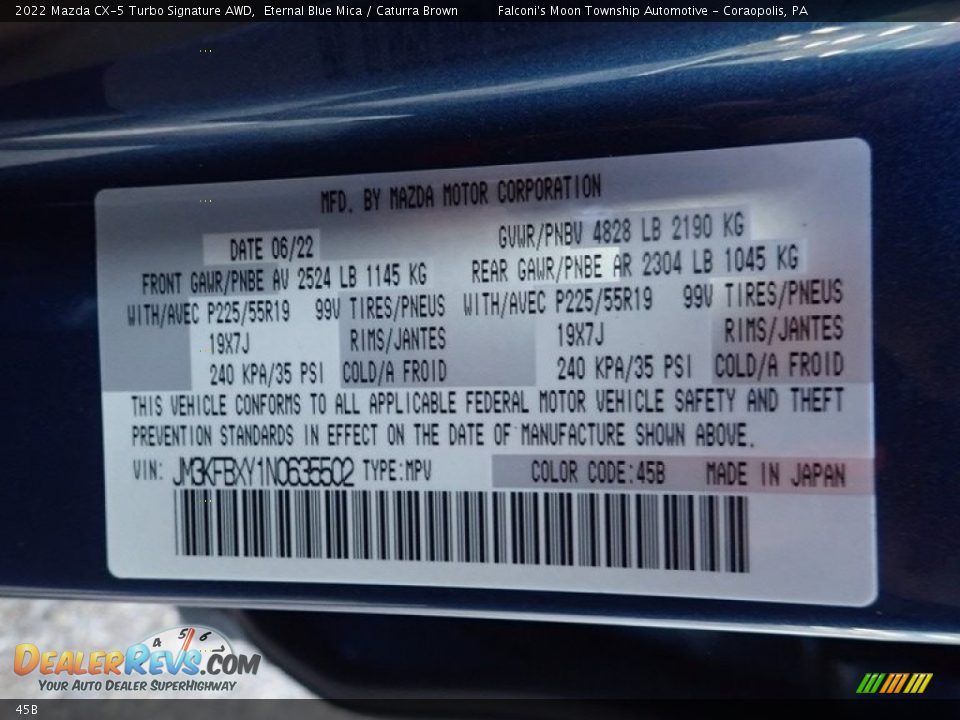 2022 Mazda CX-5 Turbo Signature AWD, Eternal Blue Mica / Caturra Brown Falconi's Moon Township Automotive - Coraopolis, PA
MFD. BY MAZDA MOTOR CORPORATION
DATE 06/22 GVWR/PNBV 4828 LB 2190 KG
FRONT GAWR/PNBE AV 2524 LB 1145 KG REAR GAWR/PNBE AR 2304 LB 1045 KG
WITH/AVEC P225/55R19 99V TIRES/PNEUS WITH/AVEC P225/55R19 99V TIRES/PNEUS
19X7J RIMS/JANTES 19X7J RIMS/JANTES
240 KPA/35 PSI COLD/A FROID 240 KPA/35 PSI COLD/A FROID
THIS VEHICLE CONFORMS TO ALL APPLICABLE FEDERAL MOTOR VEHICLE SAFETY AND THEFT
PREVENTION STANDARDS IN EFFECT ON THE DATE OF MANUFACTURE SHOWN ABOVE.
VIN: JM3KFBXY1N0635502 TYPE:MPV COLOR CODE:45B MADE IN JAPAN
4 5 6
DEALERREVS.COM
YOUR AUTO DEALER SUPERHIGHWAY
45B